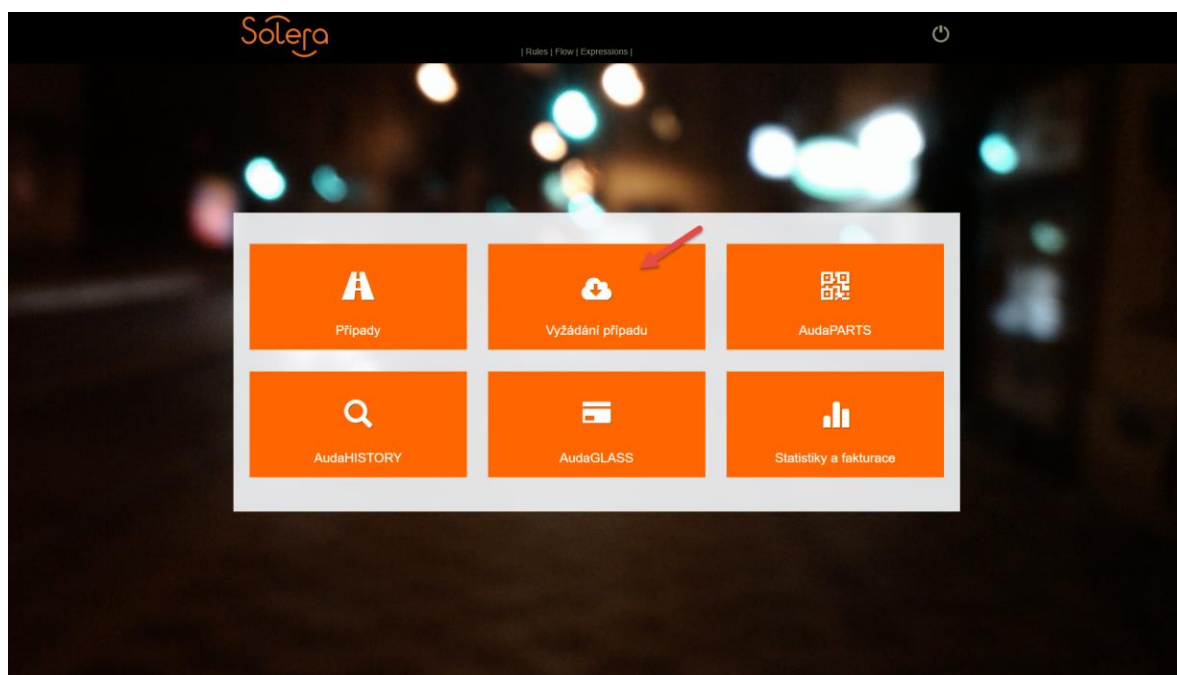 Solera
| Rules | Flow | Expressions |
Případy
Vyžádání případu
AudaPARTS
AudaHISTORY
AudaGLASS
Statistiky a fakturace